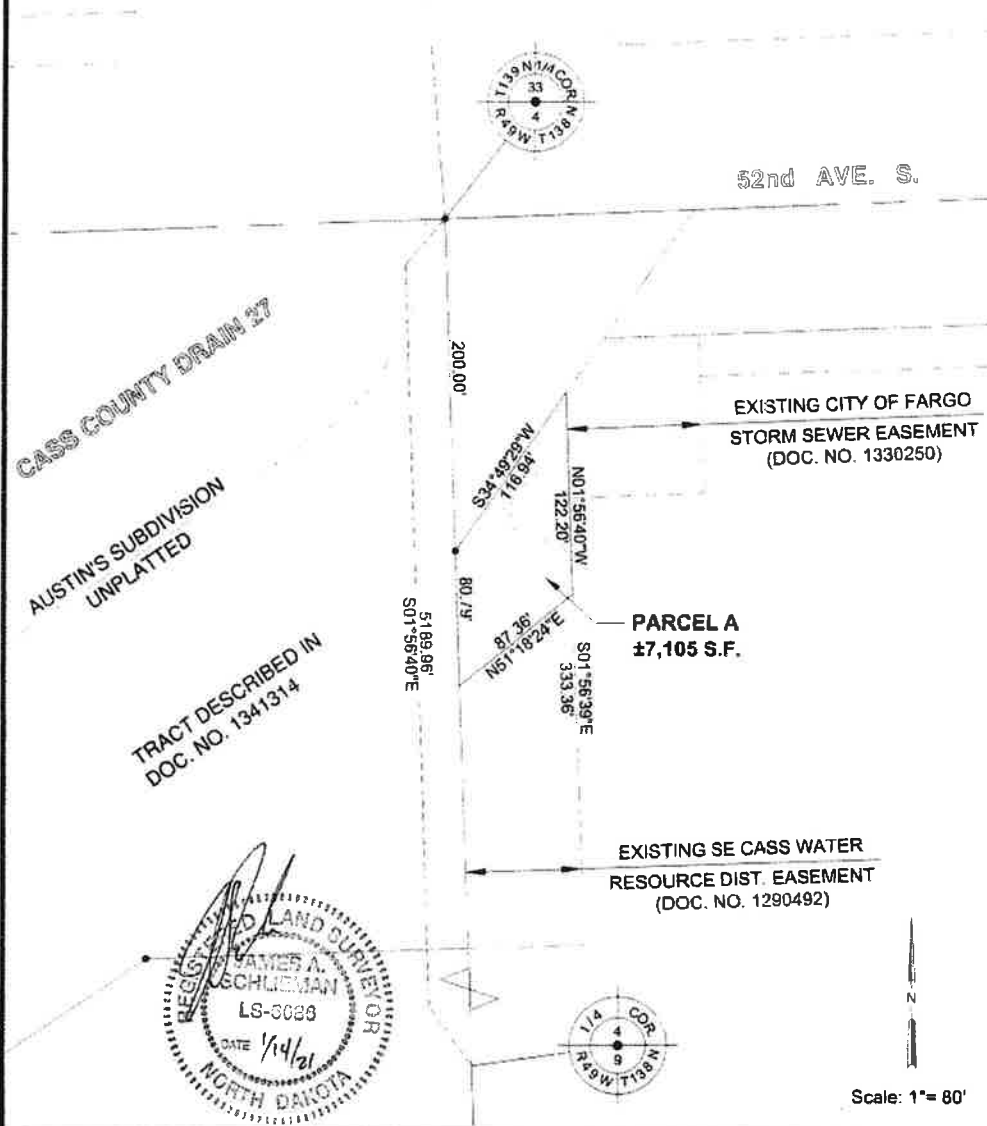 T139N 1/4 COR
33
4
R49W T138N
52nd AVE. S.
CASS COUNTY DRAIN 27
200.00'
EXISTING CITY OF FARGO
STORM SEWER EASEMENT
(DOC. NO. 1330250)
S34°49'29"W
116.94'
N01°56'40"W
122.20'
AUSTIN'S SUBDIVISION
UNPLATTED
80.79'
5189.96'
S01°56'40"E
87.36'
N51°18'24"E
PARCEL A
±7,105 S.F.
S01°56'39"E
333.36'
TRACT DESCRIBED IN
DOC. NO. 1341314
EXISTING SE CASS WATER
RESOURCE DIST. EASEMENT
(DOC. NO. 1290492)
REGISTERED LAND SURVEYOR
JAMES A.
SCHLIEMAN
DATE 1/14/21
NORTH DAKOTA
1/4 COR
4
9
R49W T138N
N
Scale: 1"= 80'